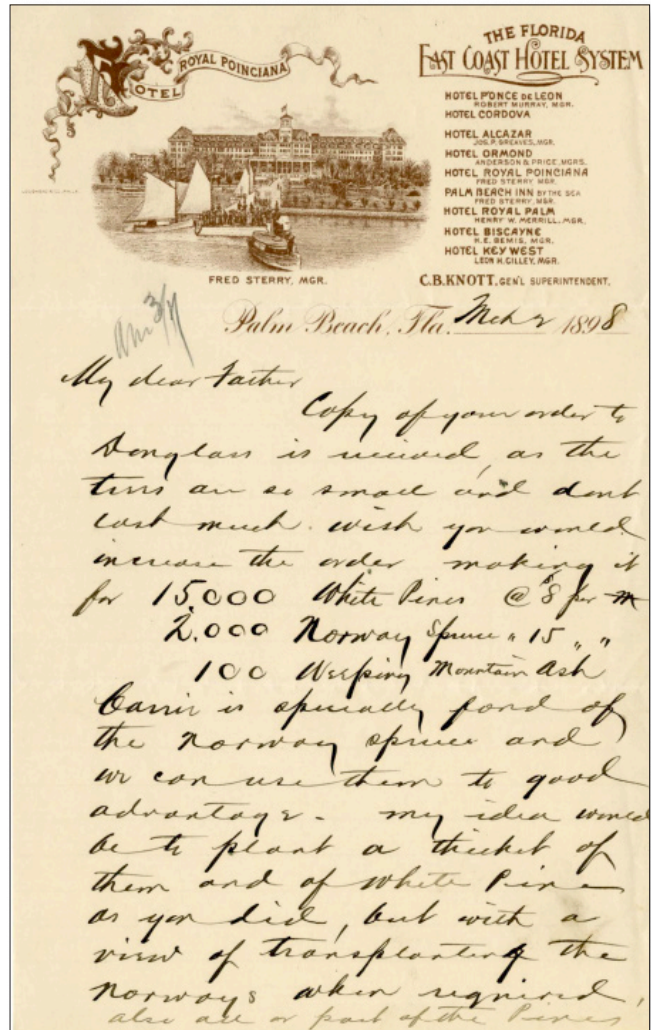 HOTEL
ROYAL POINCIANA
THE FLORIDA
EAST COAST HOTEL SYSTEM
HOTEL PONCE DE LEON
ROBERT MURRAY, MGR.
HOTEL CORDOVA
HOTEL ALCAZAR
JOS. P. GREAVES, MGR.
HOTEL ORMOND
ANDERSON & PRICE, MGRS.
HOTEL ROYAL POINCIANA
FRED STERRY MGR.
PALM BEACH INN BY THE SEA
FRED STERRY, MGR.
HOTEL ROYAL PALM
HENRY W. MERRILL, MGR.
HOTEL BISCAYNE
H.E. BEMIS, MGR.
HOTEL KEY WEST
LEON H. CILLEY, MGR.
FRED STERRY, MGR.
C.B. KNOTT, GEN'L SUPERINTENDENT.
Palm Beach, Fla. Mch 2 1898
My dear Father
Copy of your order to
Douglass is received, as the
trees are so small and dont
cost much. wish you would
increase the order making it
for 15.000 White Pines @ $8 per M
2.000 Norway Spruce " 15 " "
100 Weeping Mountain Ash
Carrie is specially fond of
the Norway spruce and
we can use them to good
advantage. my idea would
be to plant a thicket of
them and of White Pine
as you did, but with a
view of transplanting the
Norways when required,
also all or part of the Pines